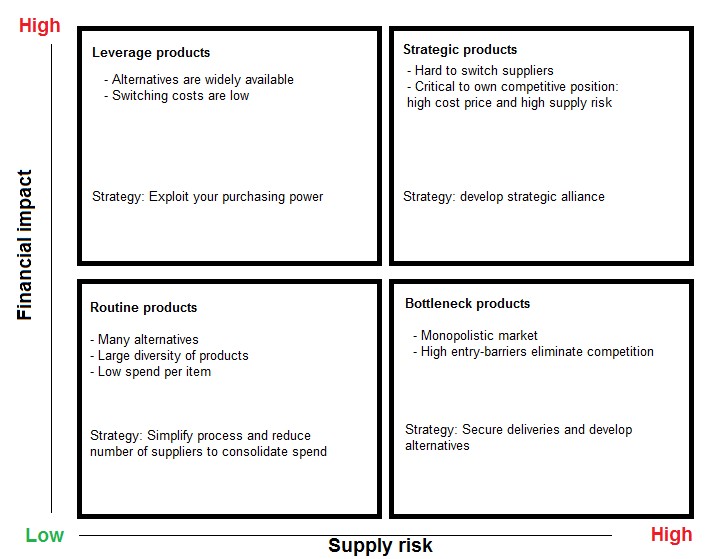 High
Leverage products
- Alternatives are widely available
- Switching costs are low
Strategy: Exploit your purchasing power
Strategic products
- Hard to switch suppliers
- Critical to own competitive position:
high cost price and high supply risk
Strategy: develop strategic alliance
Financial impact
Routine products
- Many alternatives
- Large diversity of products
- Low spend per item
Strategy: Simplify process and reduce
number of suppliers to consolidate spend
Bottleneck products
- Monopolistic market
- High entry-barriers eliminate competition
Strategy: Secure deliveries and develop
alternatives
Low
Supply risk
High